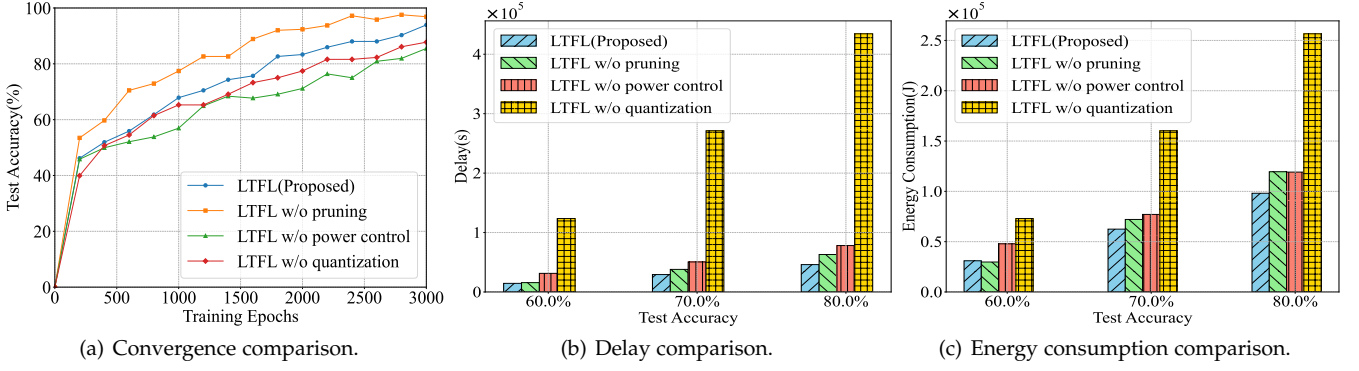 100
80
60
40
20
0
Test Accuracy(%)
0
500
1000
1500
2000
2500
3000
Training Epochs
LTFL(Proposed)
LTFL w/o pruning
LTFL w/o power control
LTFL w/o quantization
(a) Convergence comparison.
×10⁵
4
3
2
1
0
Delay(s)
LTFL(Proposed)
LTFL w/o pruning
LTFL w/o power control
LTFL w/o quantization
60.0%
70.0%
80.0%
Test Accuracy
(b) Delay comparison.
×10⁵
2.5
2.0
1.5
1.0
0.5
0.0
Energy Consumption(J)
LTFL(Proposed)
LTFL w/o pruning
LTFL w/o power control
LTFL w/o quantization
60.0%
70.0%
80.0%
Test Accuracy
(c) Energy consumption comparison.